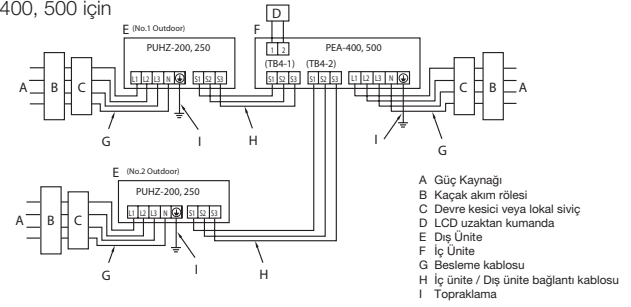 400, 500 için
D
E (No.1 Outdoor)
F
PUHZ-200, 250
1 2
PEA-400, 500
(TB4-1) (TB4-2)
L1 L2 L3 N S1 S2 S3
S1 S2 S3 S1 S2 S3 L1 L2 L3 N
A B C
C B A
G I H I G
E (No.2 Outdoor)
PUHZ-200, 250
L1 L2 L3 N S1 S2 S3
A B C
G I H
A Güç Kaynağı
B Kaçak akım rölesi
C Devre kesici veya lokal siviç
D LCD uzaktan kumanda
E Dış Ünite
F İç Ünite
G Besleme kablosu
H İç ünite / Dış ünite bağlantı kablosu
I Topraklama